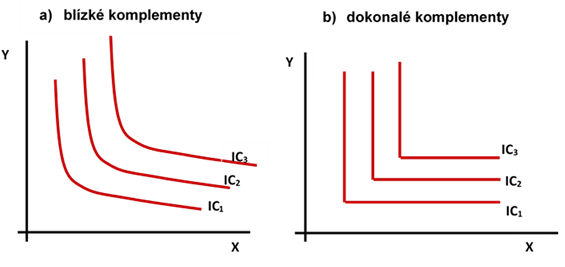 a) blízké komplementy
Y
IC3
IC2
IC1
X
b) dokonalé komplementy
Y
IC3
IC2
IC1
X